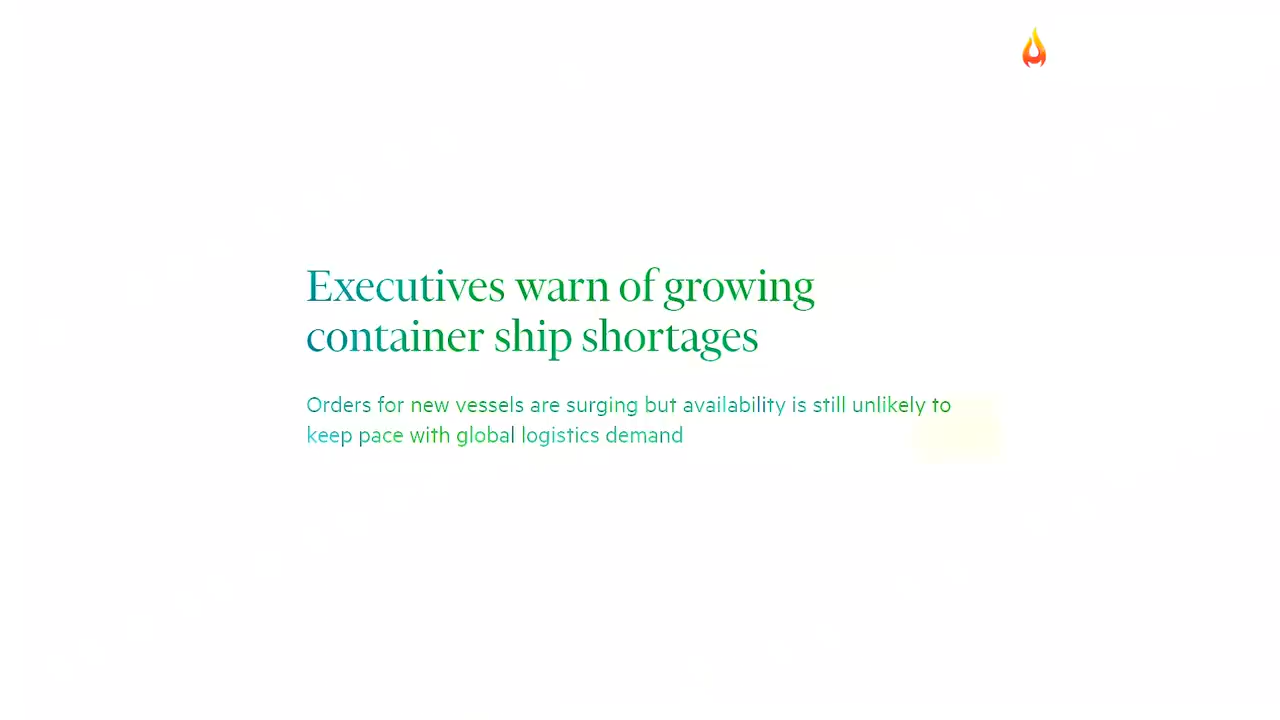 Executives warn of growing
container ship shortages
Orders for new vessels are surging but availability is still unlikely to
keep pace with global logistics demand